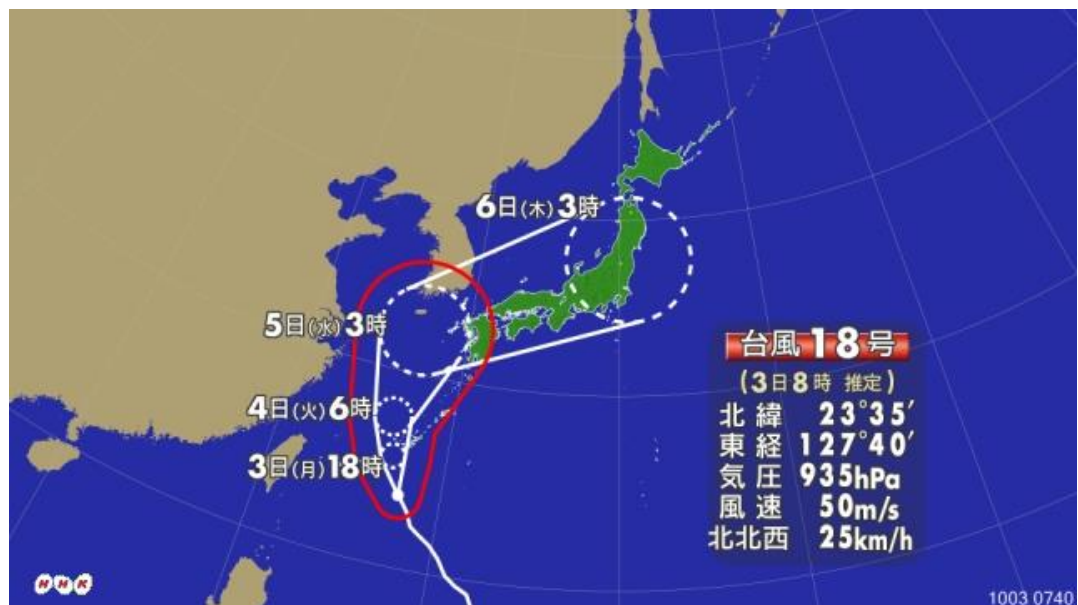 6日(木)3時
5日(水)3時
4日(火)6時
3日(月)18時
台風18号
(3日8時 推定)
北緯 23°35′
東経 127°40′
気圧 935hPa
風速 50m/s
北北西 25km/h
NHK
1003 0740